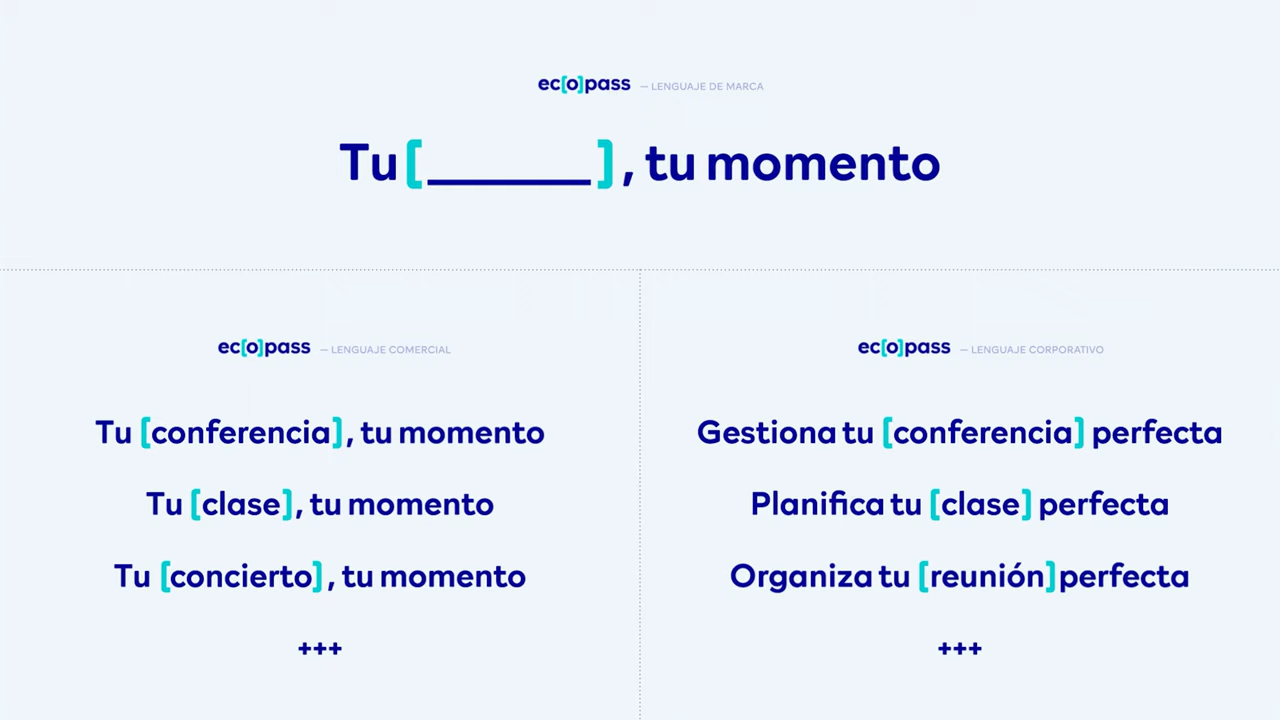 ec[o]pass — LENGUAJE DE MARCA
Tu [______], tu momento
ec[o]pass — LENGUAJE COMERCIAL
Tu [conferencia], tu momento
Tu [clase], tu momento
Tu [concierto], tu momento
+++
ec[o]pass — LENGUAJE CORPORATIVO
Gestiona tu [conferencia] perfecta
Planifica tu [clase] perfecta
Organiza tu [reunión]perfecta
+++